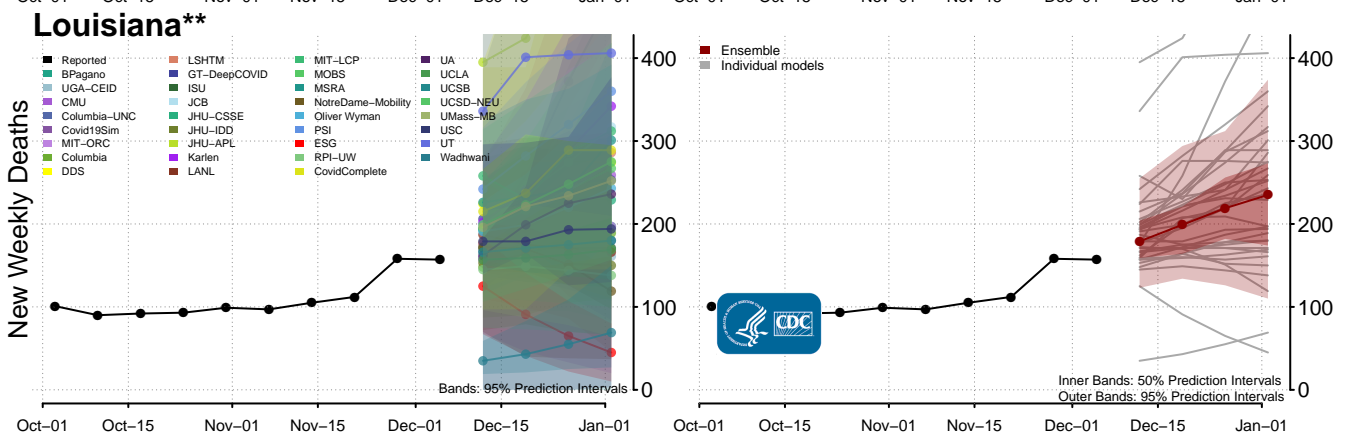 Louisiana**
New Weekly Deaths
Reported
BPagano
UGA−CEID
CMU
Columbia−UNC
Covid19Sim
MIT−ORC
Columbia
DDS
LSHTM
GT−DeepCOVID
ISU
JCB
JHU−CSSE
JHU−IDD
JHU−APL
Karlen
LANL
MIT−LCP
MOBS
MSRA
NotreDame−Mobility
Oliver Wyman
PSI
ESG
RPI−UW
CovidComplete
UA
UCLA
UCSB
UCSD−NEU
UMass−MB
USC
UT
Wadhwani
400
300
200
100
0
Bands: 95% Prediction Intervals
Oct−01 Oct−15 Nov−01 Nov−15 Dec−01 Dec−15 Jan−01
Ensemble
Individual models
CDC
400
300
200
100
0
Inner Bands: 50% Prediction Intervals
Outer Bands: 95% Prediction Intervals
Oct−01 Oct−15 Nov−01 Nov−15 Dec−01 Dec−15 Jan−01